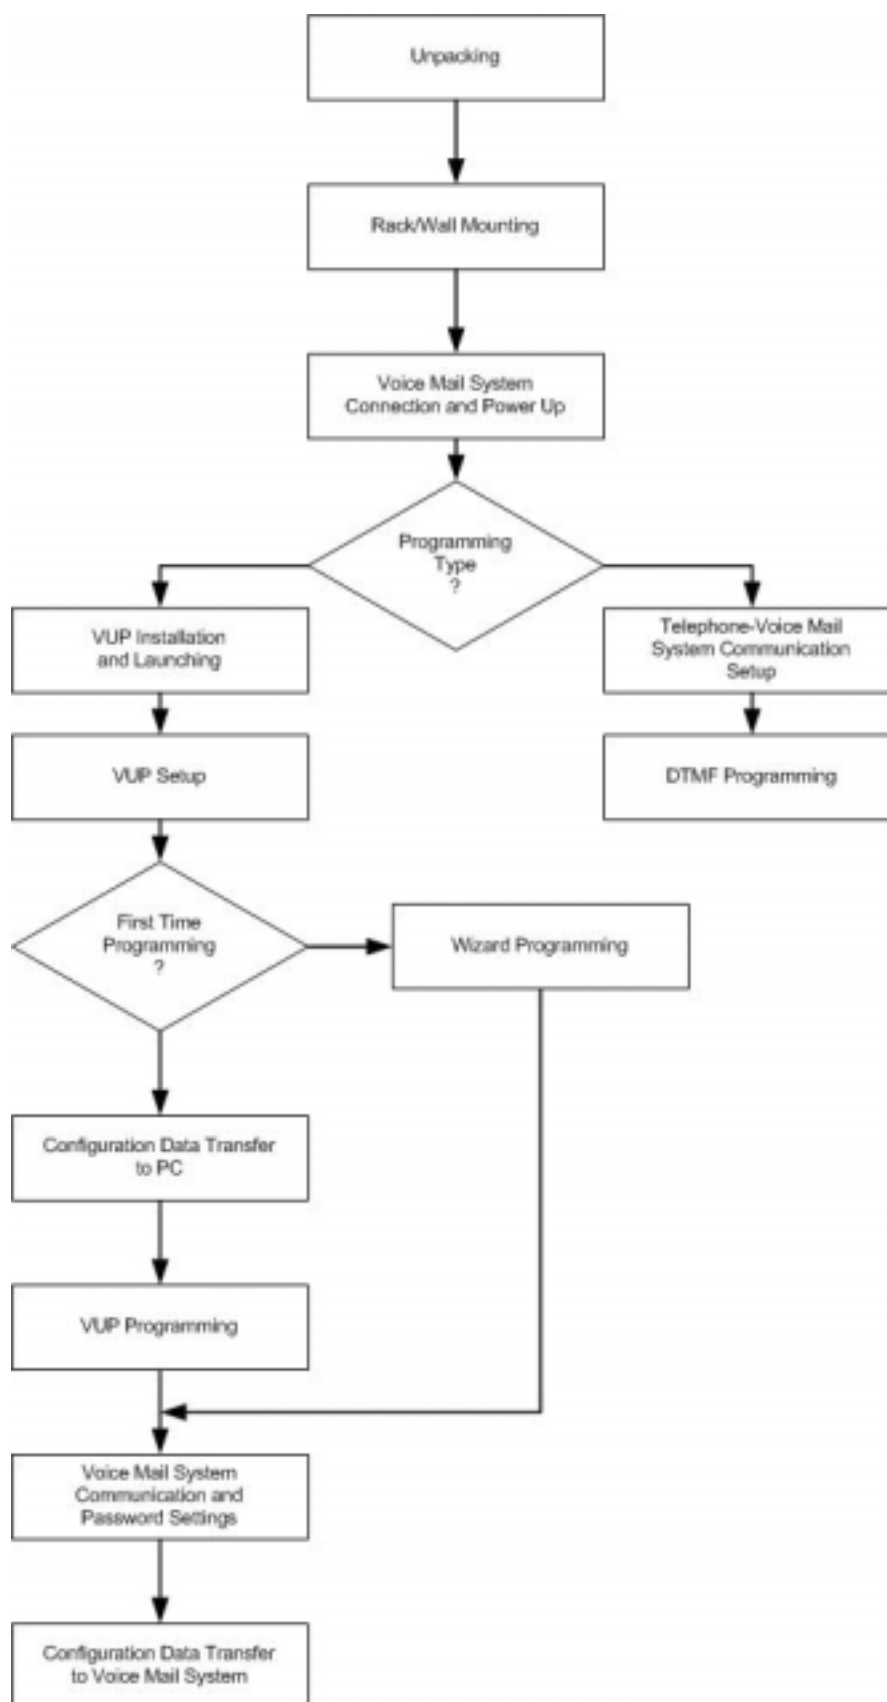 Unpacking
Rack/Wall Mounting
Voice Mail System
Connection and Power Up
Programming
Type
?
VUP Installation
and Launching
Telephone-Voice Mail
System Communication
Setup
VUP Setup
DTMF Programming
First Time
Programming
?
Wizard Programming
Configuration Data Transfer
to PC
VUP Programming
Voice Mail System
Communication and
Password Settings
Configuration Data Transfer
to Voice Mail System